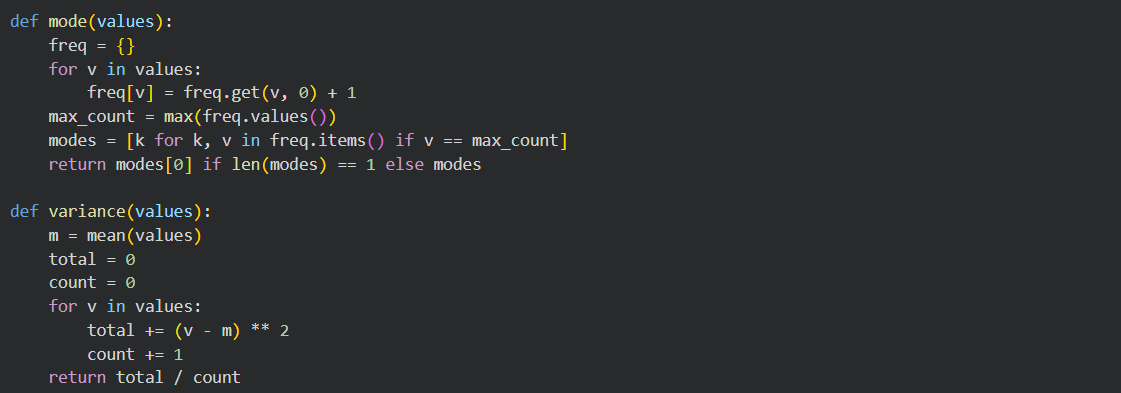 def mode(values):
    freq = {}
    for v in values:
        freq[v] = freq.get(v, 0) + 1
    max_count = max(freq.values())
    modes = [k for k, v in freq.items() if v == max_count]
    return modes[0] if len(modes) == 1 else modes

def variance(values):
    m = mean(values)
    total = 0
    count = 0
    for v in values:
        total += (v - m) ** 2
        count += 1
    return total / count